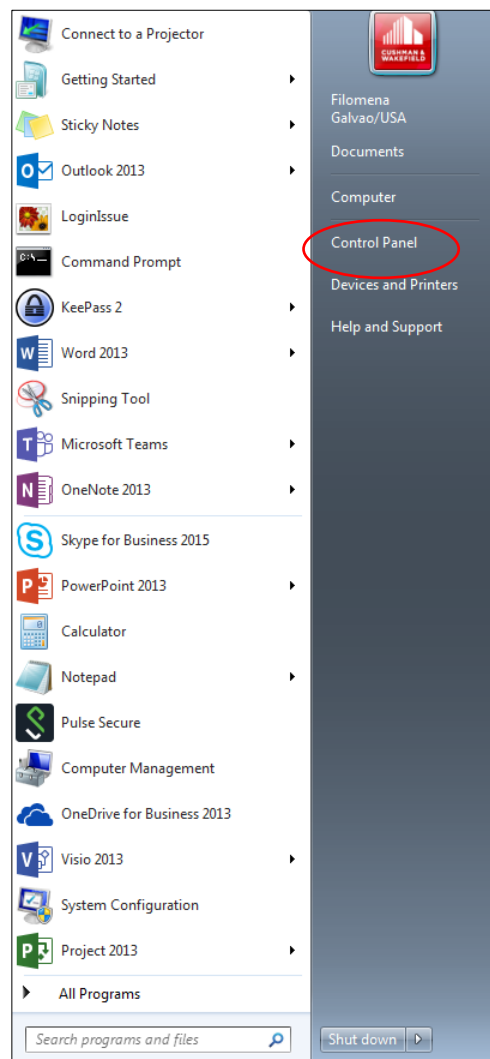 Connect to a Projector
Getting Started
Sticky Notes
Outlook 2013
LoginIssue
Command Prompt
KeePass 2
Word 2013
Snipping Tool
Microsoft Teams
OneNote 2013
Skype for Business 2015
PowerPoint 2013
Calculator
Notepad
Pulse Secure
Computer Management
OneDrive for Business 2013
Visio 2013
System Configuration
Project 2013
All Programs
Search programs and files
CUSHMAN &
WAKEFIELD
Filomena
Galvao/USA
Documents
Computer
Control Panel
Devices and Printers
Help and Support
Shut down